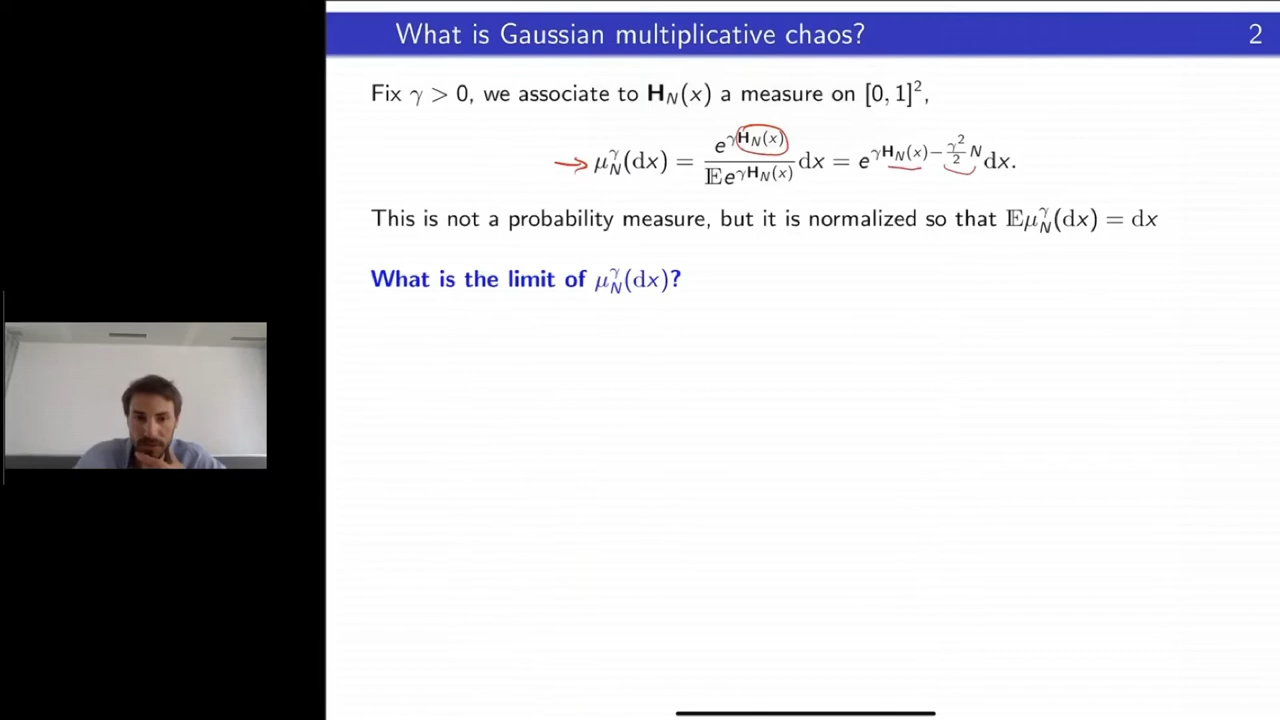 What is Gaussian multiplicative chaos? 2
Fix γ > 0, we associate to H_N(x) a measure on [0, 1]²,
μ_N^γ(dx) = e^{γH_N(x)} / 𝔼e^{γH_N(x)} dx = e^{γH_N(x) − γ²/2 N} dx.
This is not a probability measure, but it is normalized so that 𝔼μ_N^γ(dx) = dx
What is the limit of μ_N^γ(dx)?